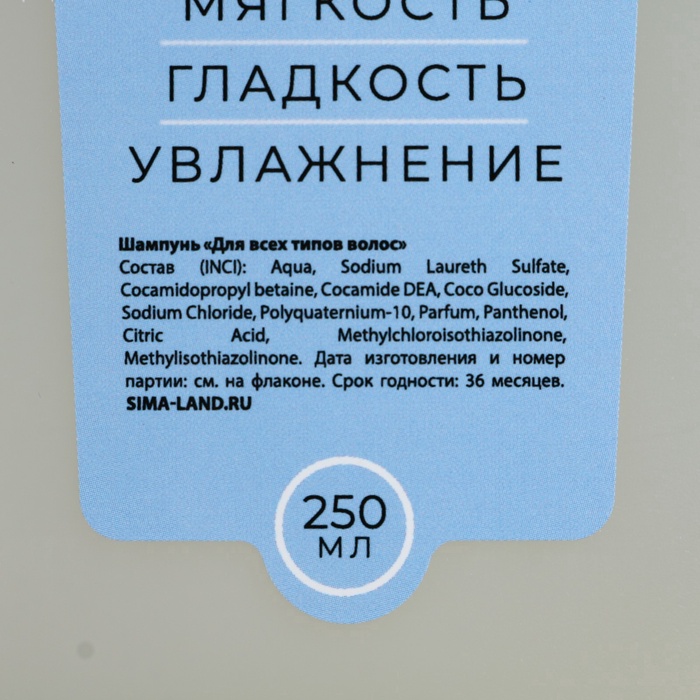 МЯГКОСТЬ
ГЛАДКОСТЬ
УВЛАЖНЕНИЕ
Шампунь «Для всех типов волос»
Состав (INCI): Aqua, Sodium Laureth Sulfate,
Cocamidopropyl betaine, Cocamide DEA, Coco Glucoside,
Sodium Chloride, Polyquaternium-10, Parfum, Panthenol,
Citric Acid, Methylchloroisothiazolinone,
Methylisothiazolinone. Дата изготовления и номер
партии: см. на флаконе. Срок годности: 36 месяцев.
SIMA-LAND.RU
250
МЛ